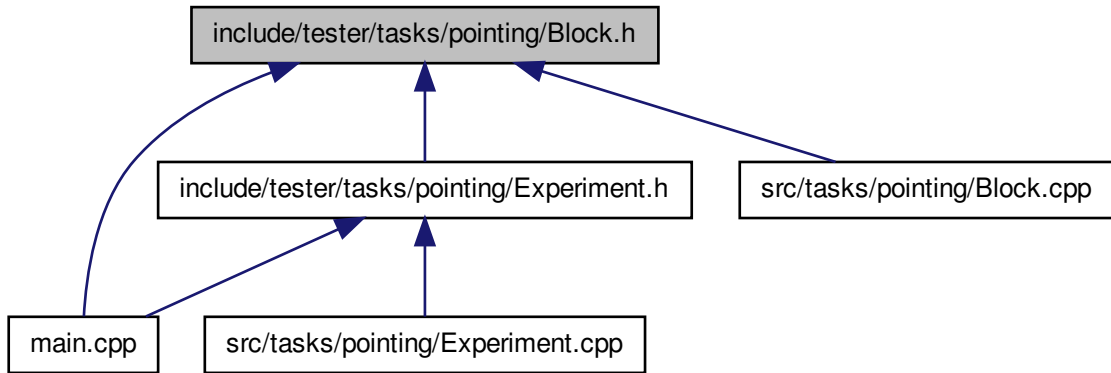 include/tester/tasks/pointing/Block.h
include/tester/tasks/pointing/Experiment.h
src/tasks/pointing/Block.cpp
main.cpp
src/tasks/pointing/Experiment.cpp